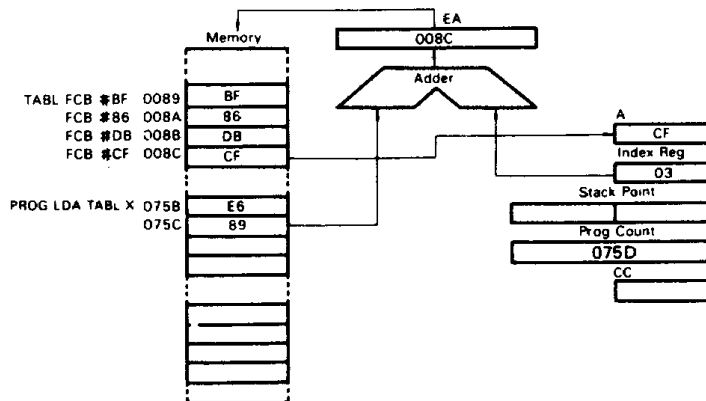 EA
Memory
008C
Adder
TABL FCB #BF 0089 BF
FCB #86 008A 86
FCB #DB 008B DB
FCB #CF 008C CF
A
CF
Index Reg
03
Stack Point
PROG LDA TABL X 075B E6
075C 89
Prog Count
075D
CC